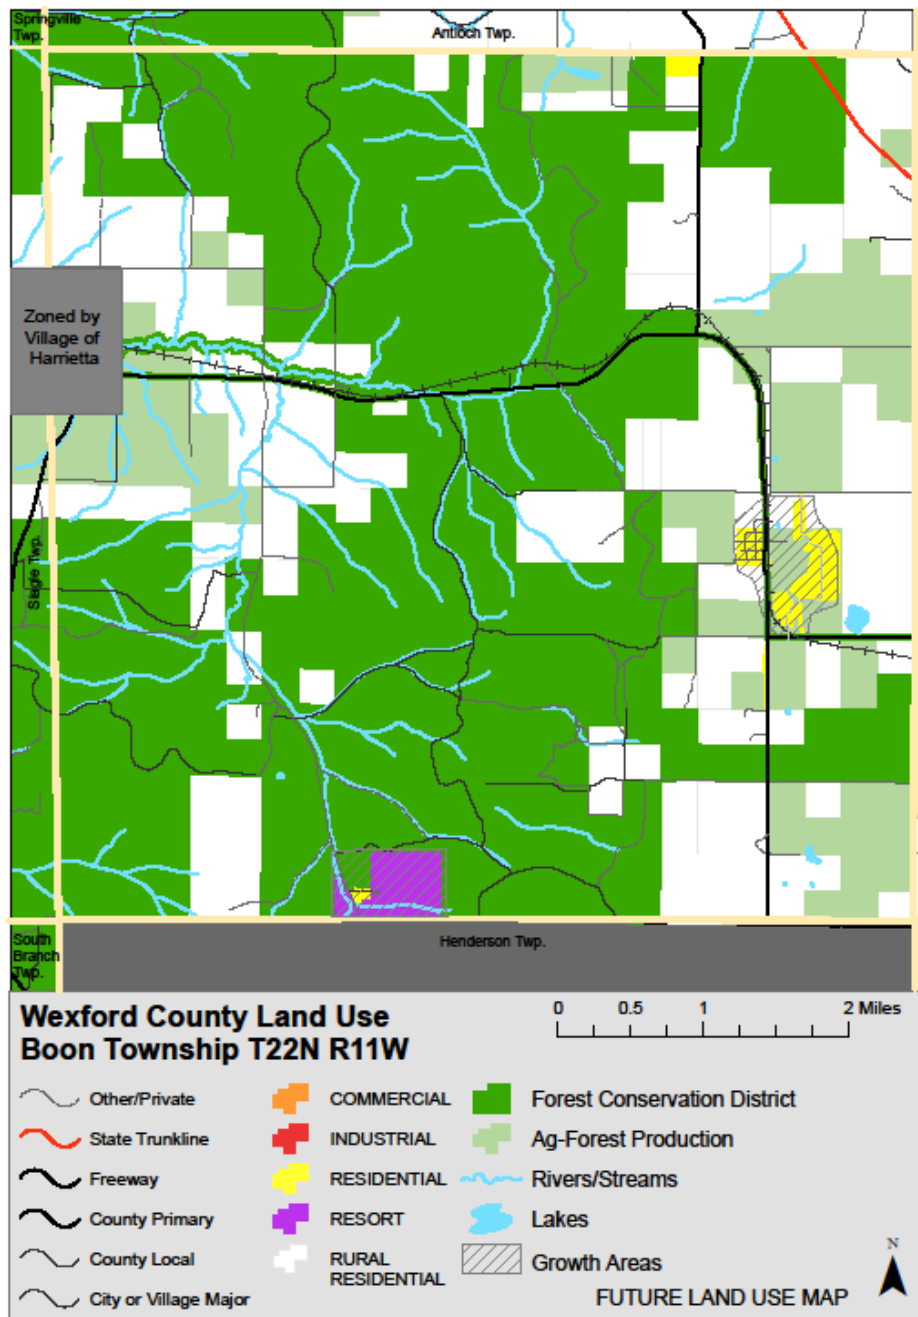 Springville
Twp.
Antioch Twp.
Zoned by
Village of
Harrietta
Slagle Twp.
South
Branch
Twp.
Henderson Twp.
Wexford County Land Use
Boon Township T22N R11W
0 0.5 1 2 Miles
Other/Private
State Trunkline
Freeway
County Primary
County Local
City or Village Major
COMMERCIAL
INDUSTRIAL
RESIDENTIAL
RESORT
RURAL
RESIDENTIAL
Forest Conservation District
Ag-Forest Production
Rivers/Streams
Lakes
Growth Areas
N
FUTURE LAND USE MAP